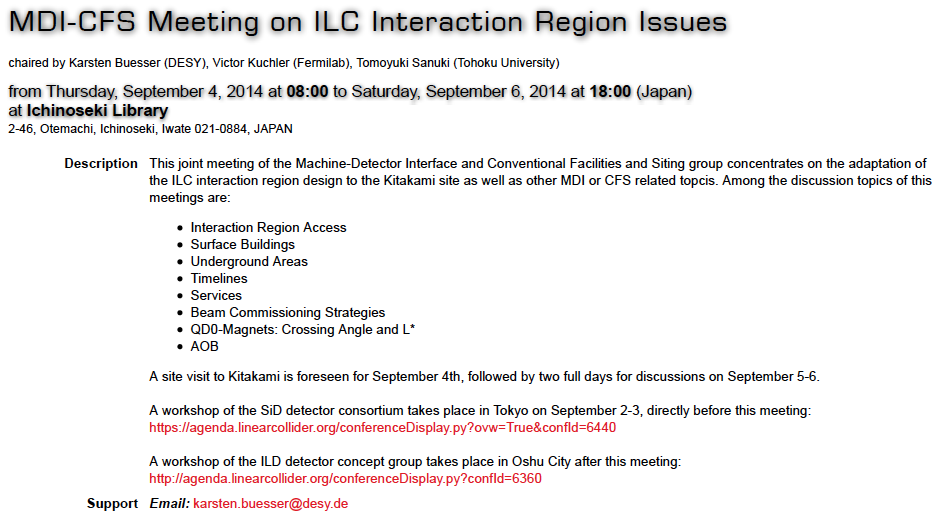 MDI-CFS Meeting on ILC Interaction Region Issues
chaired by Karsten Buesser (DESY), Victor Kuchler (Fermilab), Tomoyuki Sanuki (Tohoku University)
from Thursday, September 4, 2014 at 08:00 to Saturday, September 6, 2014 at 18:00 (Japan)
at Ichinoseki Library
2-46, Otemachi, Ichinoseki, Iwate 021-0884, JAPAN
Description This joint meeting of the Machine-Detector Interface and Conventional Facilities and Siting group concentrates on the adaptation of
the ILC interaction region design to the Kitakami site as well as other MDI or CFS related topcis. Among the discussion topics of this
meetings are:
• Interaction Region Access
• Surface Buildings
• Underground Areas
• Timelines
• Services
• Beam Commissioning Strategies
• QD0-Magnets: Crossing Angle and L*
• AOB
A site visit to Kitakami is foreseen for September 4th, followed by two full days for discussions on September 5-6.
A workshop of the SiD detector consortium takes place in Tokyo on September 2-3, directly before this meeting:
https://agenda.linearcollider.org/conferenceDisplay.py?ovw=True&confId=6440
A workshop of the ILD detector concept group takes place in Oshu City after this meeting:
http://agenda.linearcollider.org/conferenceDisplay.py?confId=6360
Support Email: karsten.buesser@desy.de